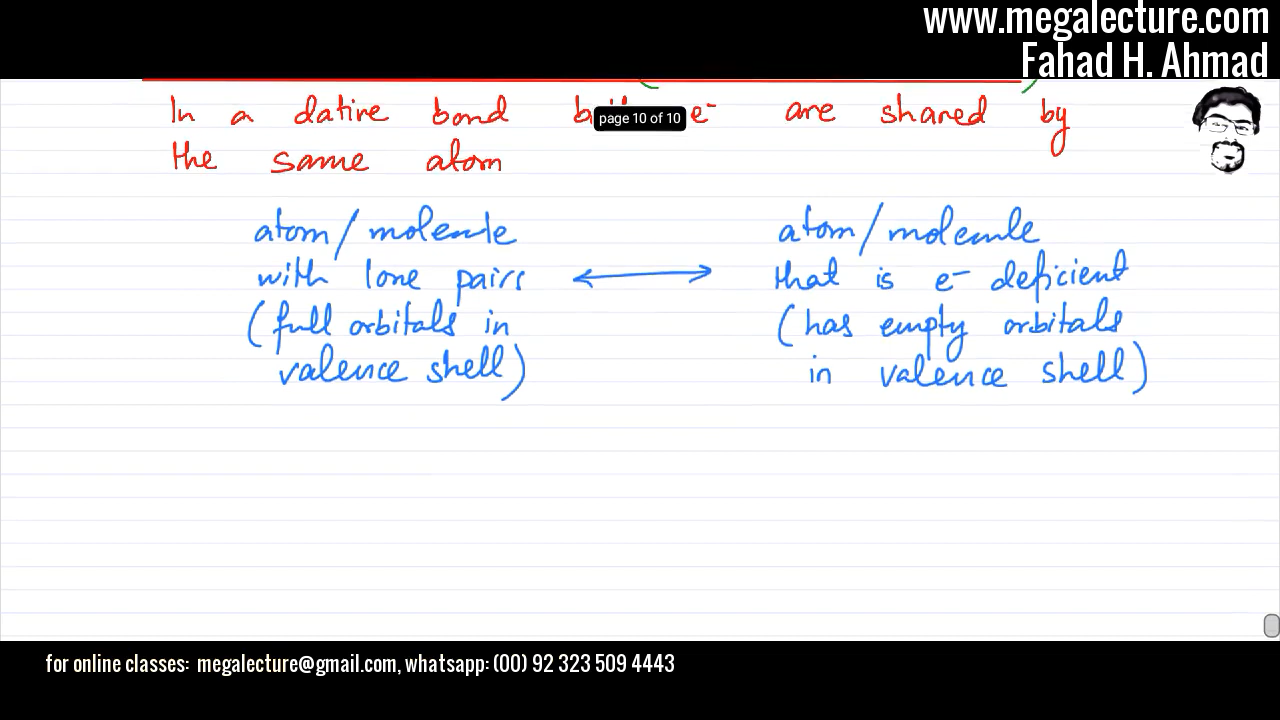 www.megalecture.com
Fahad H. Ahmad
In a dative bond e⁻ are shared by
page 10 of 10
the same atom
atom/molecule
with lone pairs
(full orbitals in
valence shell)
atom/molecule
that is e⁻ deficient
(has empty orbitals
in valence shell)
for online classes: megalecture@gmail.com, whatsapp: (00) 92 323 509 4443